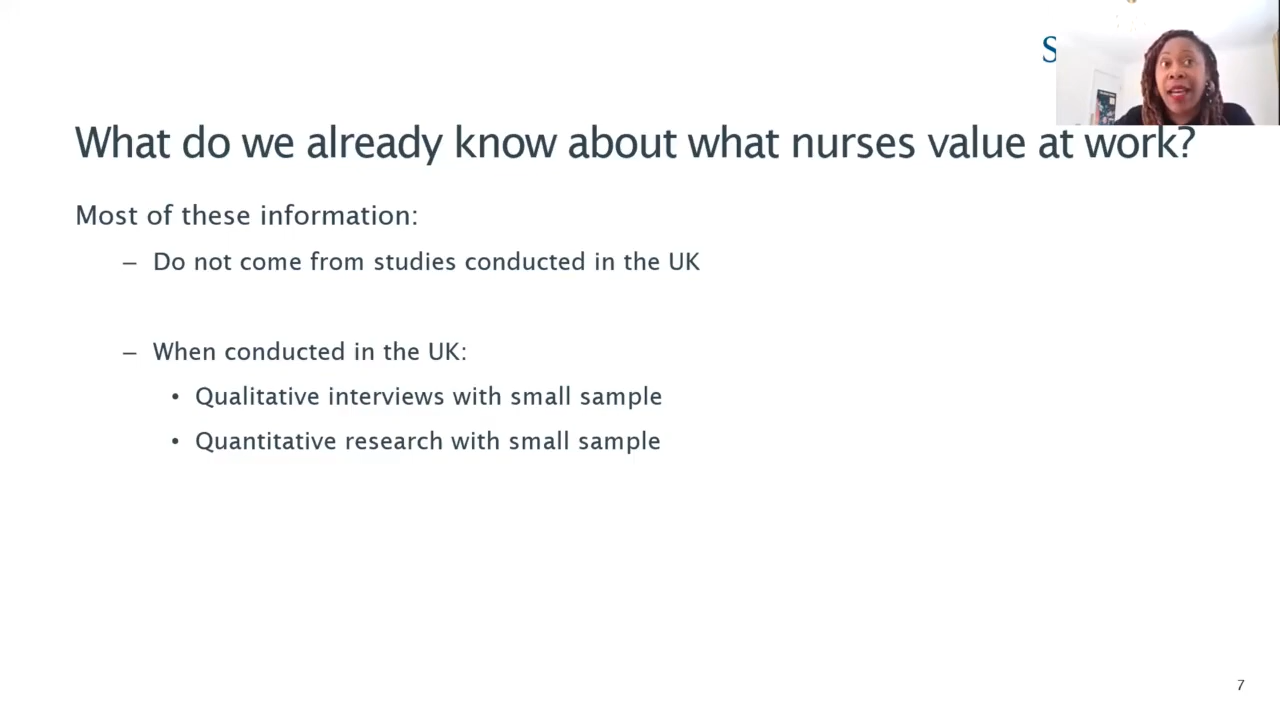 S
What do we already know about what nurses value at work?
Most of these information:
– Do not come from studies conducted in the UK
– When conducted in the UK:
• Qualitative interviews with small sample
• Quantitative research with small sample
7